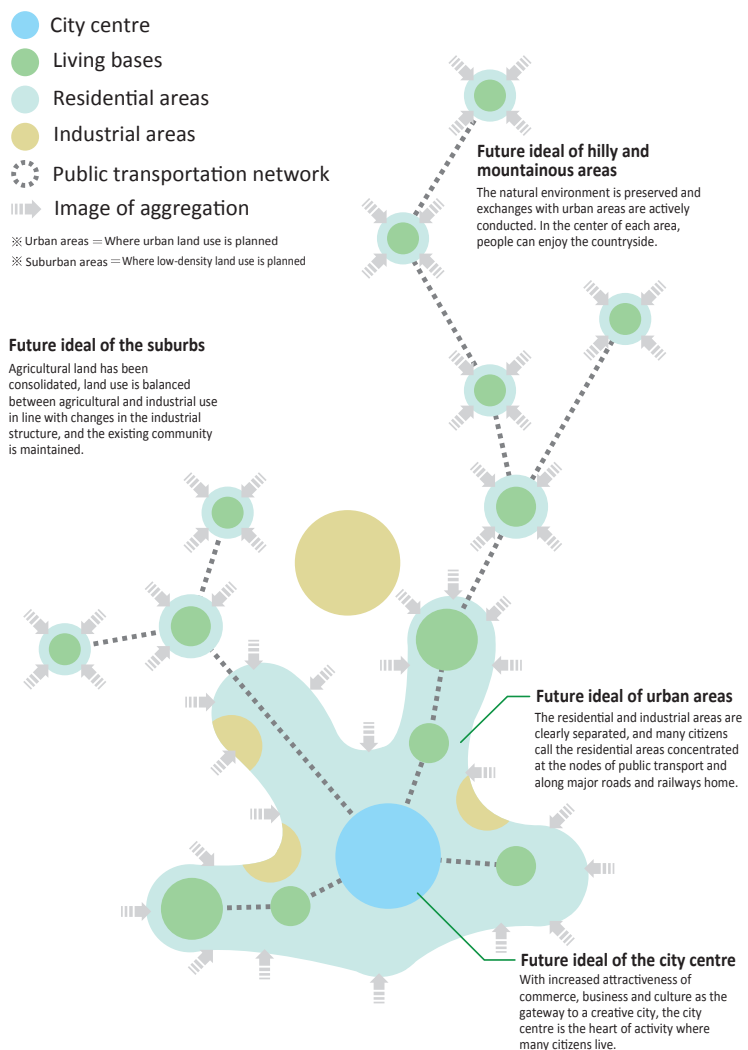 City centre
Living bases
Residential areas
Industrial areas
Public transportation network
Image of aggregation
※ Urban areas ＝ Where urban land use is planned
※ Suburban areas ＝ Where low-density land use is planned
Future ideal of hilly and
mountainous areas
The natural environment is preserved and
exchanges with urban areas are actively
conducted. In the center of each area,
people can enjoy the countryside.
Future ideal of the suburbs
Agricultural land has been
consolidated, land use is balanced
between agricultural and industrial use
in line with changes in the industrial
structure, and the existing community
is maintained.
Future ideal of urban areas
The residential and industrial areas are
clearly separated, and many citizens
call the residential areas concentrated
at the nodes of public transport and
along major roads and railways home.
Future ideal of the city centre
With increased attractiveness of
commerce, business and culture as the
gateway to a creative city, the city
centre is the heart of activity where
many citizens live.